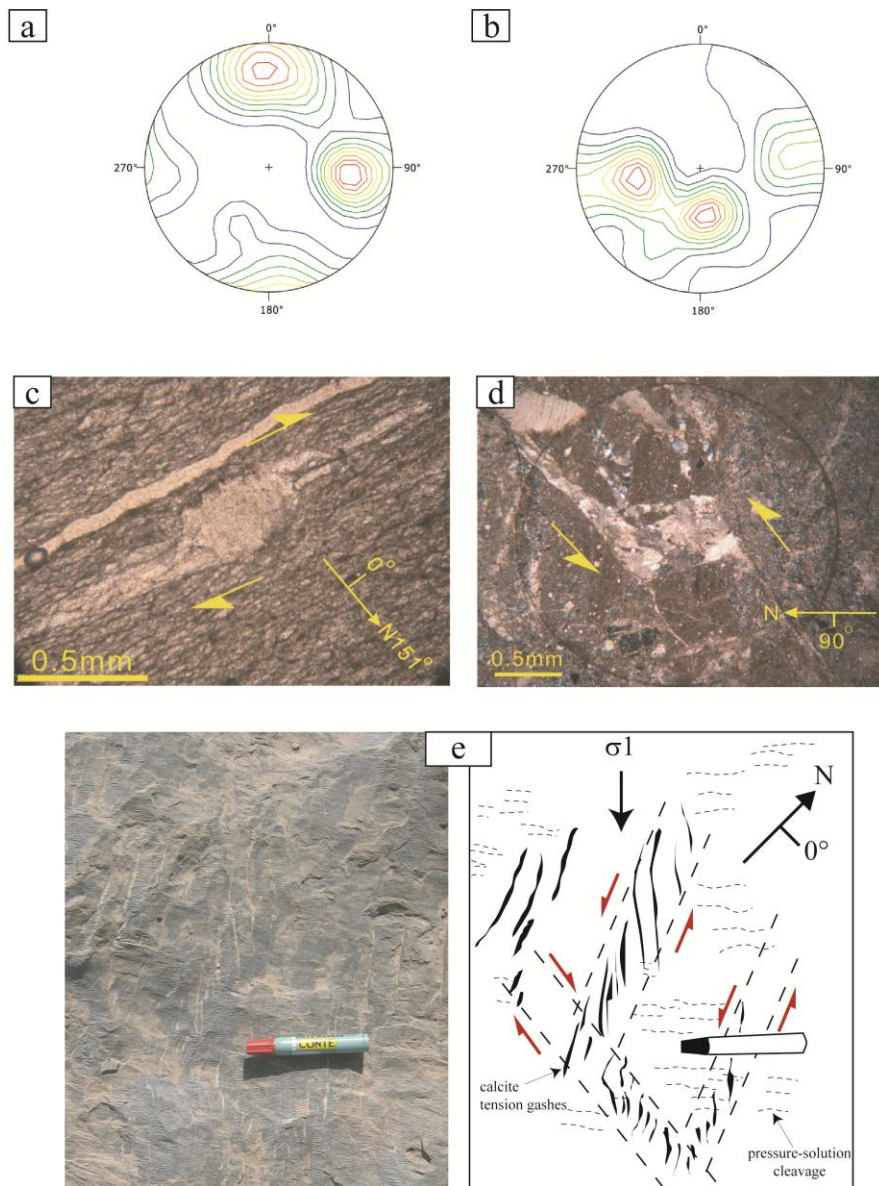 a
b
0°
0°
270°
90°
270°
90°
180°
180°
c
d
0°
N151°
0.5mm
N
90°
0.5mm
e
σ1
N
0°
CONTE
calcite
tension gashes
pressure-solution
cleavage